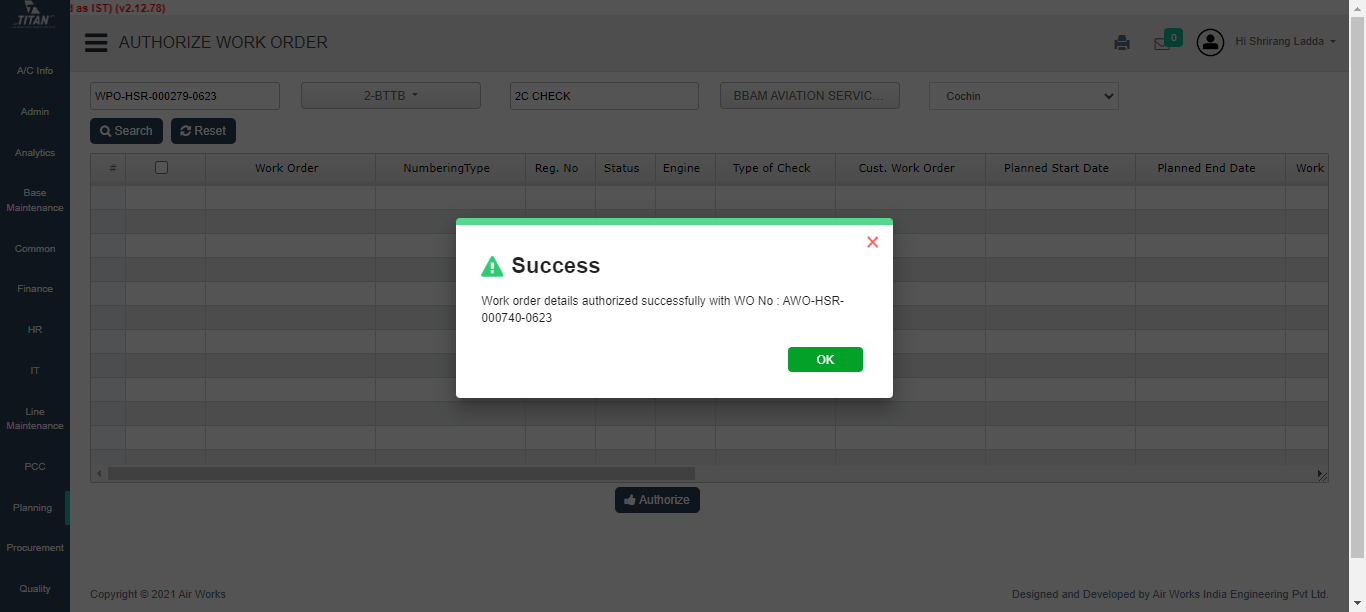 TITAN
d as IST) (v2.12.78)
AUTHORIZE WORK ORDER
0
Hi Shrirang Ladda
A/C Info
Admin
Analytics
Base
Maintenance
Common
Finance
HR
IT
Line
Maintenance
PCC
Planning
Procurement
Quality
WPO-HSR-000279-0623
2-BTTB
2C CHECK
BBAM AVIATION SERVIC...
Cochin
Search
Reset
# Work Order NumberingType Reg. No Status Engine Type of Check Cust. Work Order Planned Start Date Planned End Date Work
Success
Work order details authorized successfully with WO No : AWO-HSR-
000740-0623
OK
Authorize
Copyright © 2021 Air Works
Designed and Developed by Air Works India Engineering Pvt Ltd.